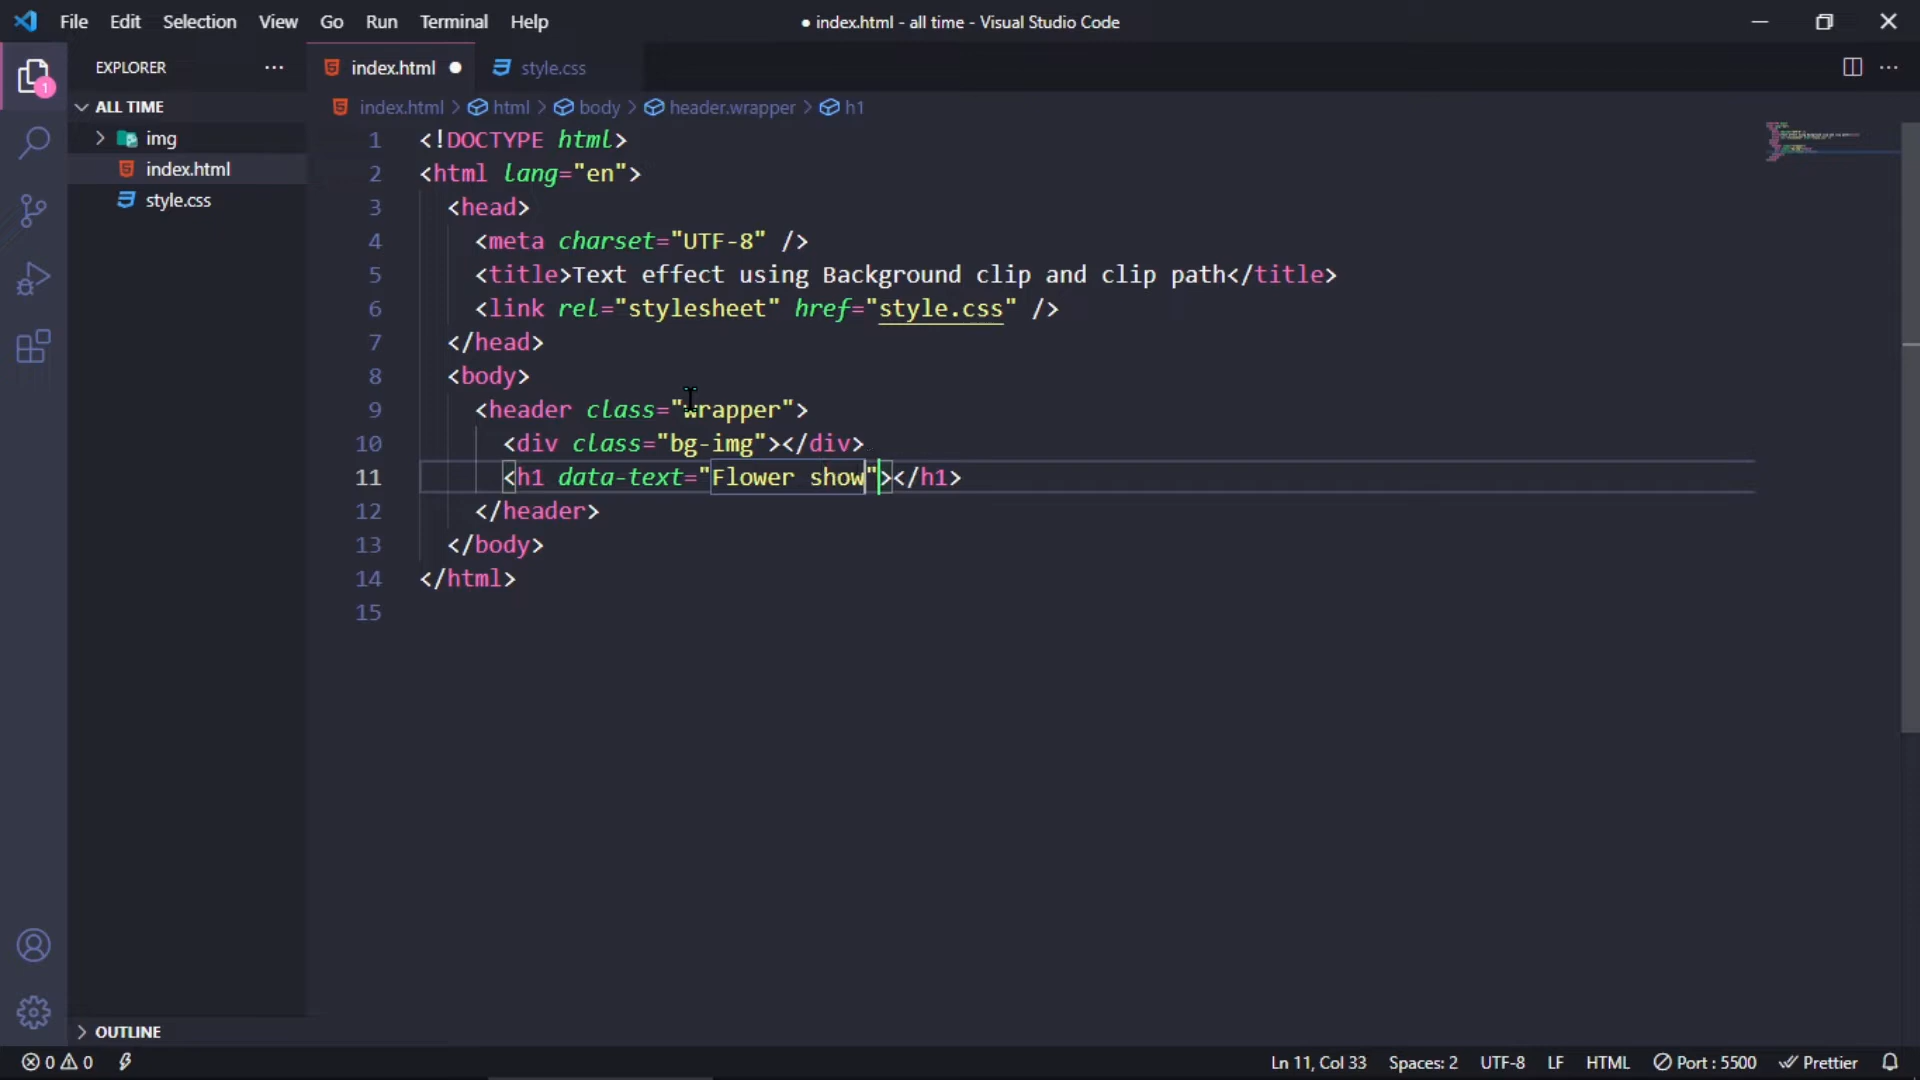 File Edit Selection View Go Run Terminal Help ● index.html - all time - Visual Studio Code
EXPLORER ...
1
ALL TIME
img
index.html
style.css
index.html ● style.css
index.html > html > body > header.wrapper > h1
1 <!DOCTYPE html>
2 <html lang="en">
3 <head>
4 <meta charset="UTF-8" />
5 <title>Text effect using Background clip and clip path</title>
6 <link rel="stylesheet" href="style.css" />
7 </head>
8 <body>
9 <header class="wrapper">
10 <div class="bg-img"></div>
11 <h1 data-text="Flower show"></h1>
12 </header>
13 </body>
14 </html>
15
OUTLINE
0 0 Ln 11, Col 33 Spaces: 2 UTF-8 LF HTML Port : 5500 Prettier